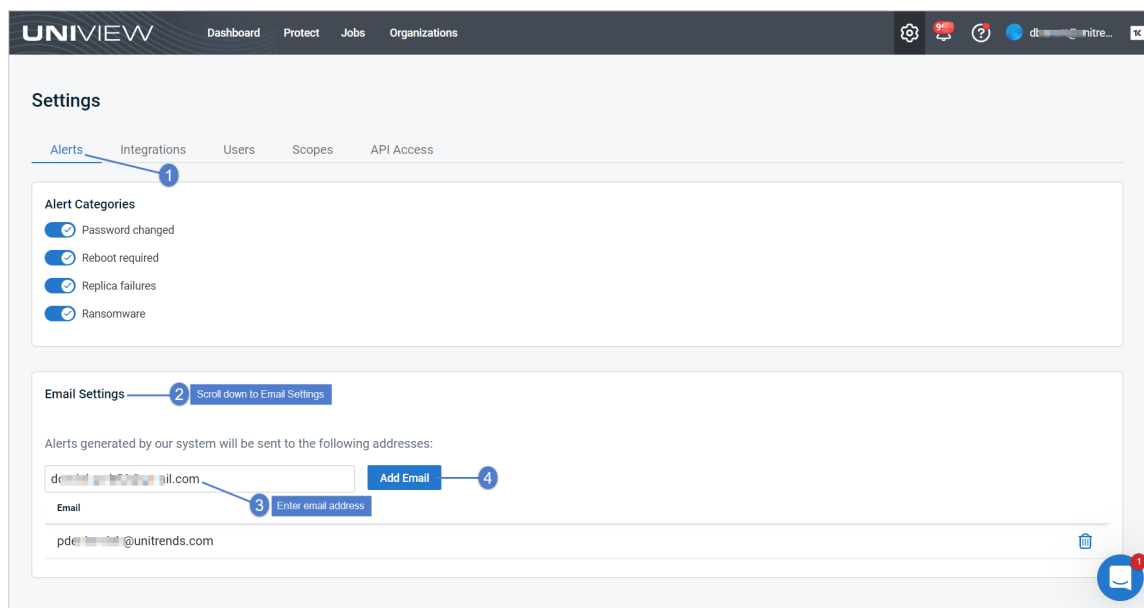 UNIVIEW Dashboard Protect Jobs Organizations
Settings
Alerts Integrations Users Scopes API Access
1
Alert Categories
Password changed
Reboot required
Replica failures
Ransomware
Email Settings 2 Scroll down to Email Settings
Alerts generated by our system will be sent to the following addresses:
Add Email 4
3 Enter email address
Email
@unitrends.com
1